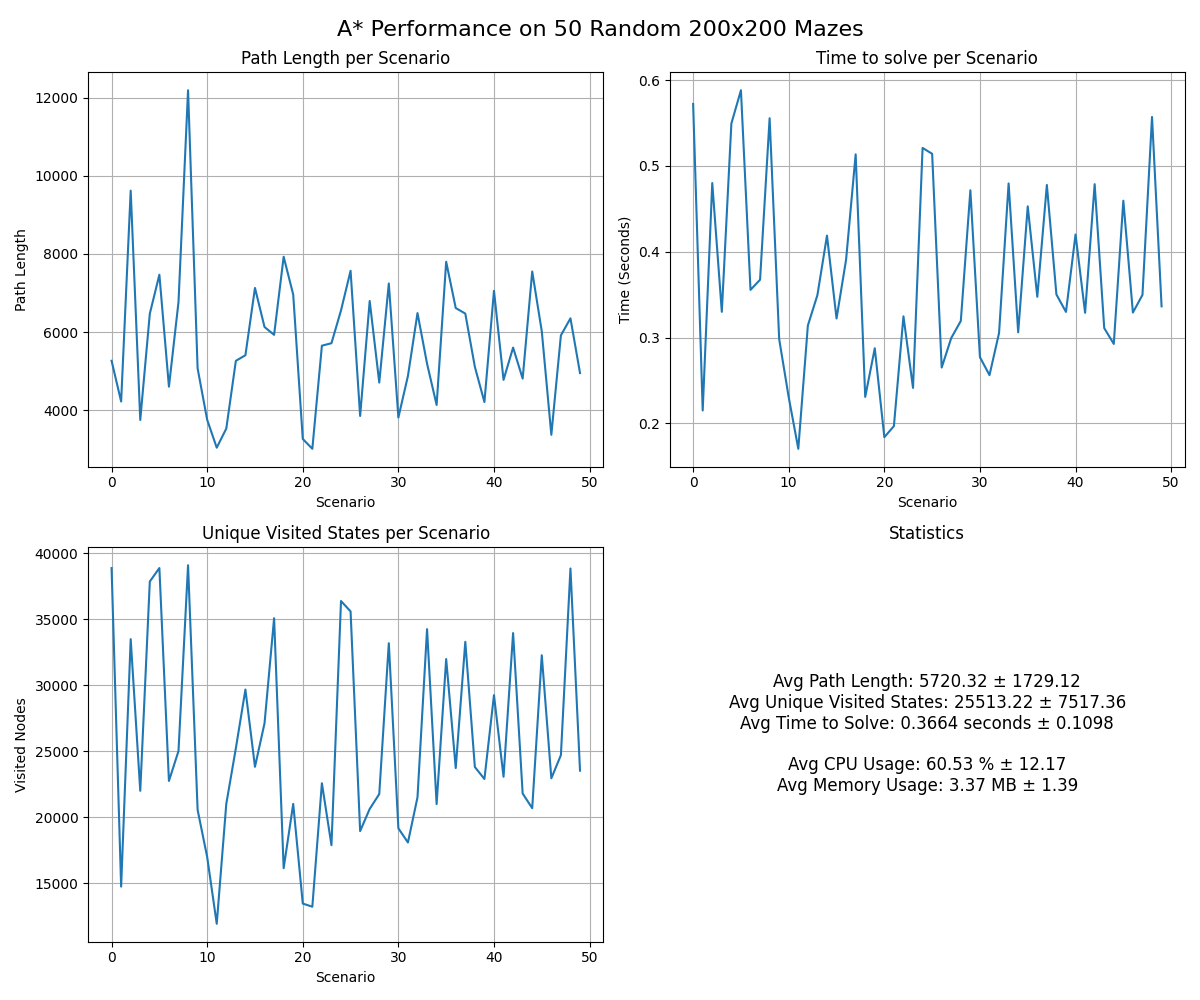 A* Performance on 50 Random 200x200 Mazes
Path Length per Scenario
12000
10000
8000
6000
4000
Path Length
0 10 20 30 40 50
Scenario
Time to solve per Scenario
0.6
0.5
0.4
0.3
0.2
Time (Seconds)
0 10 20 30 40 50
Scenario
Unique Visited States per Scenario
40000
35000
30000
25000
20000
15000
Visited Nodes
0 10 20 30 40 50
Scenario
Statistics
Avg Path Length: 5720.32 ± 1729.12
Avg Unique Visited States: 25513.22 ± 7517.36
Avg Time to Solve: 0.3664 seconds ± 0.1098
Avg CPU Usage: 60.53 % ± 12.17
Avg Memory Usage: 3.37 MB ± 1.39